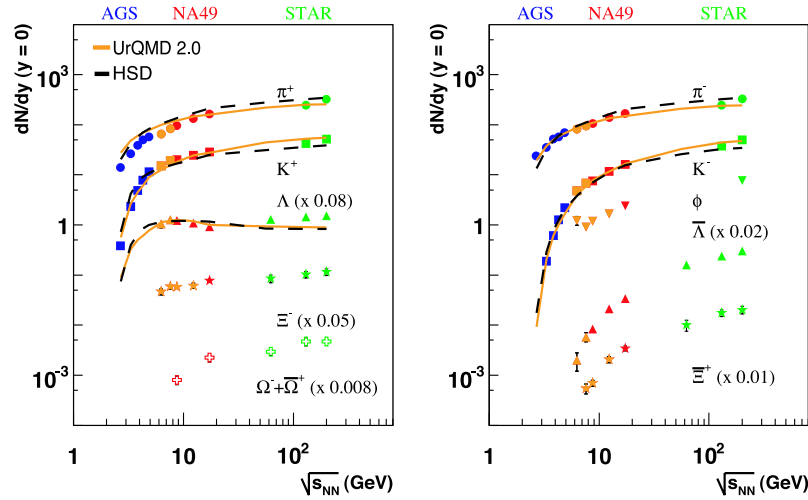 AGS NA49 STAR
dN/dy (y = 0)
UrQMD 2.0
HSD
10³
1
10⁻³
π⁺
K⁺
Λ (x 0.08)
Ξ⁻ (x 0.05)
Ω⁻+Ω̅⁺ (x 0.008)
1 10 10²
√s_NN (GeV)
AGS NA49 STAR
dN/dy (y = 0)
10³
1
10⁻³
π⁻
K⁻
ϕ
Λ̅ (x 0.02)
Ξ̅⁺ (x 0.01)
1 10 10²
√s_NN (GeV)